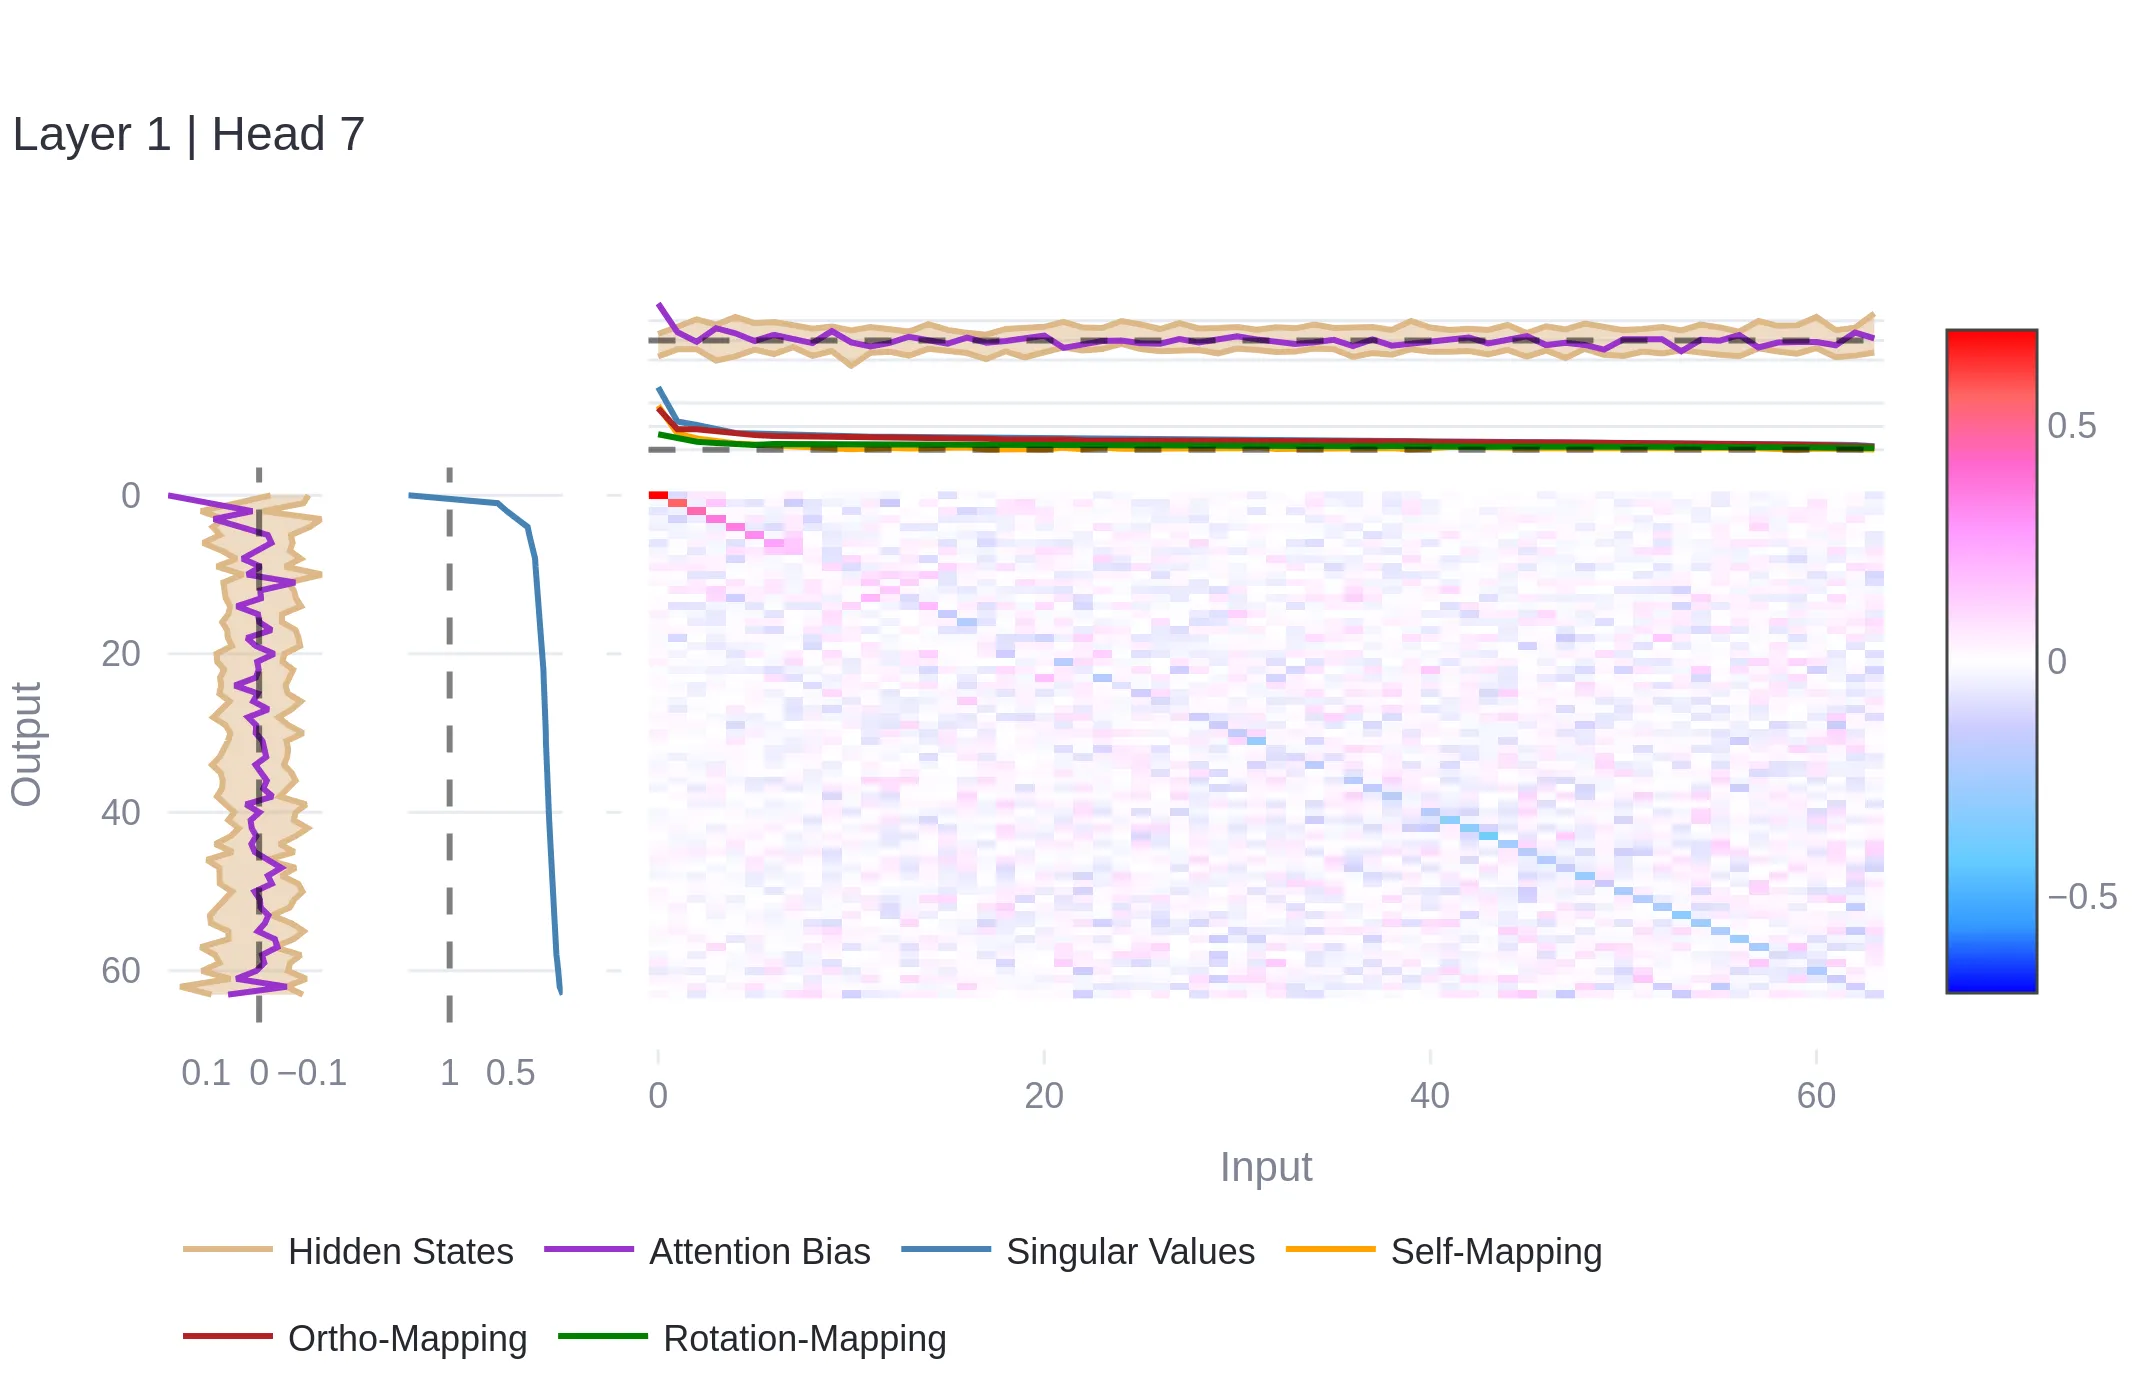 Layer 1 | Head 7
0
20
40
60
Output
0.1 0 −0.1
1 0.5
0 20 40 60
Input
0.5
0
−0.5
Hidden States Attention Bias Singular Values Self-Mapping
Ortho-Mapping Rotation-Mapping